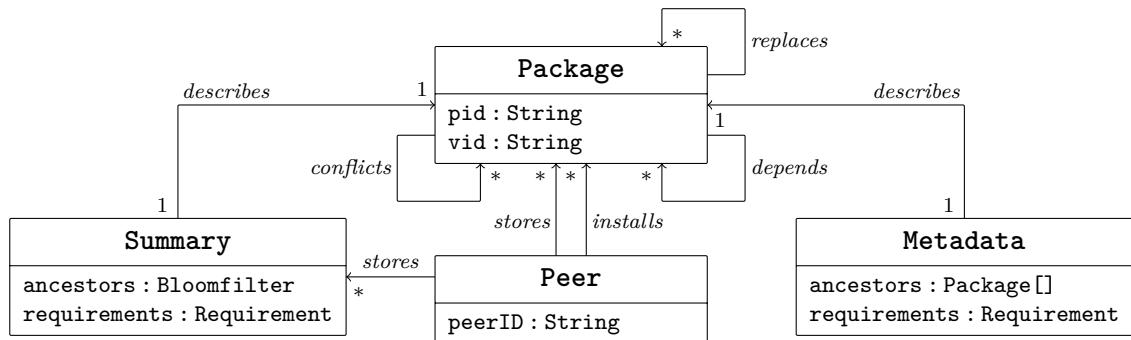 replaces
*
Package
describes
1
describes
pid : String
1
vid : String
conflicts
*
*
*
*
depends
1
stores
installs
1
Summary
Metadata
stores
Peer
ancestors : Bloomfilter
*
ancestors : Package[]
requirements : Requirement
peerID : String
requirements : Requirement